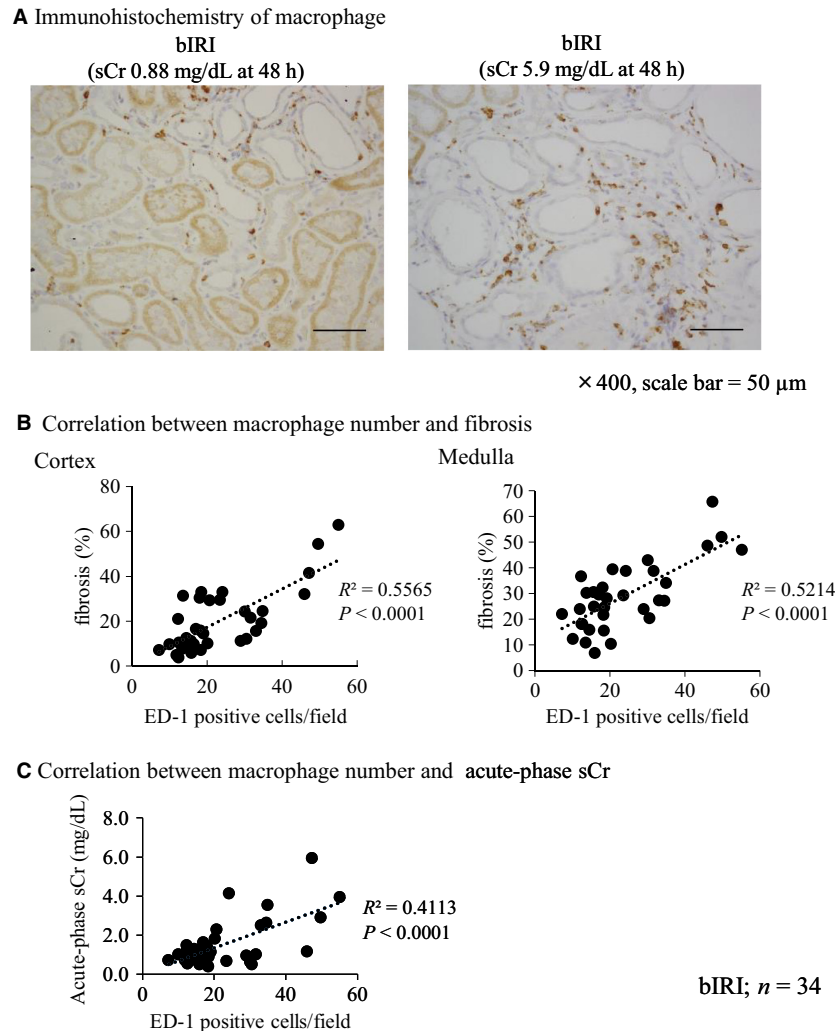 A Immunohistochemistry of macrophage
bIRI
(sCr 0.88 mg/dL at 48 h)
bIRI
(sCr 5.9 mg/dL at 48 h)
×400, scale bar = 50 µm
B Correlation between macrophage number and fibrosis
Cortex
fibrosis (%)
80
60
40
20
0
0 20 40 60
R² = 0.5565
P < 0.0001
ED-1 positive cells/field
Medulla
fibrosis (%)
70
60
50
40
30
20
10
0
0 20 40 60
R² = 0.5214
P < 0.0001
ED-1 positive cells/field
C Correlation between macrophage number and acute-phase sCr
Acute-phase sCr (mg/dL)
8.0
6.0
4.0
2.0
0.0
0 20 40 60
R² = 0.4113
P < 0.0001
ED-1 positive cells/field
bIRI; n = 34